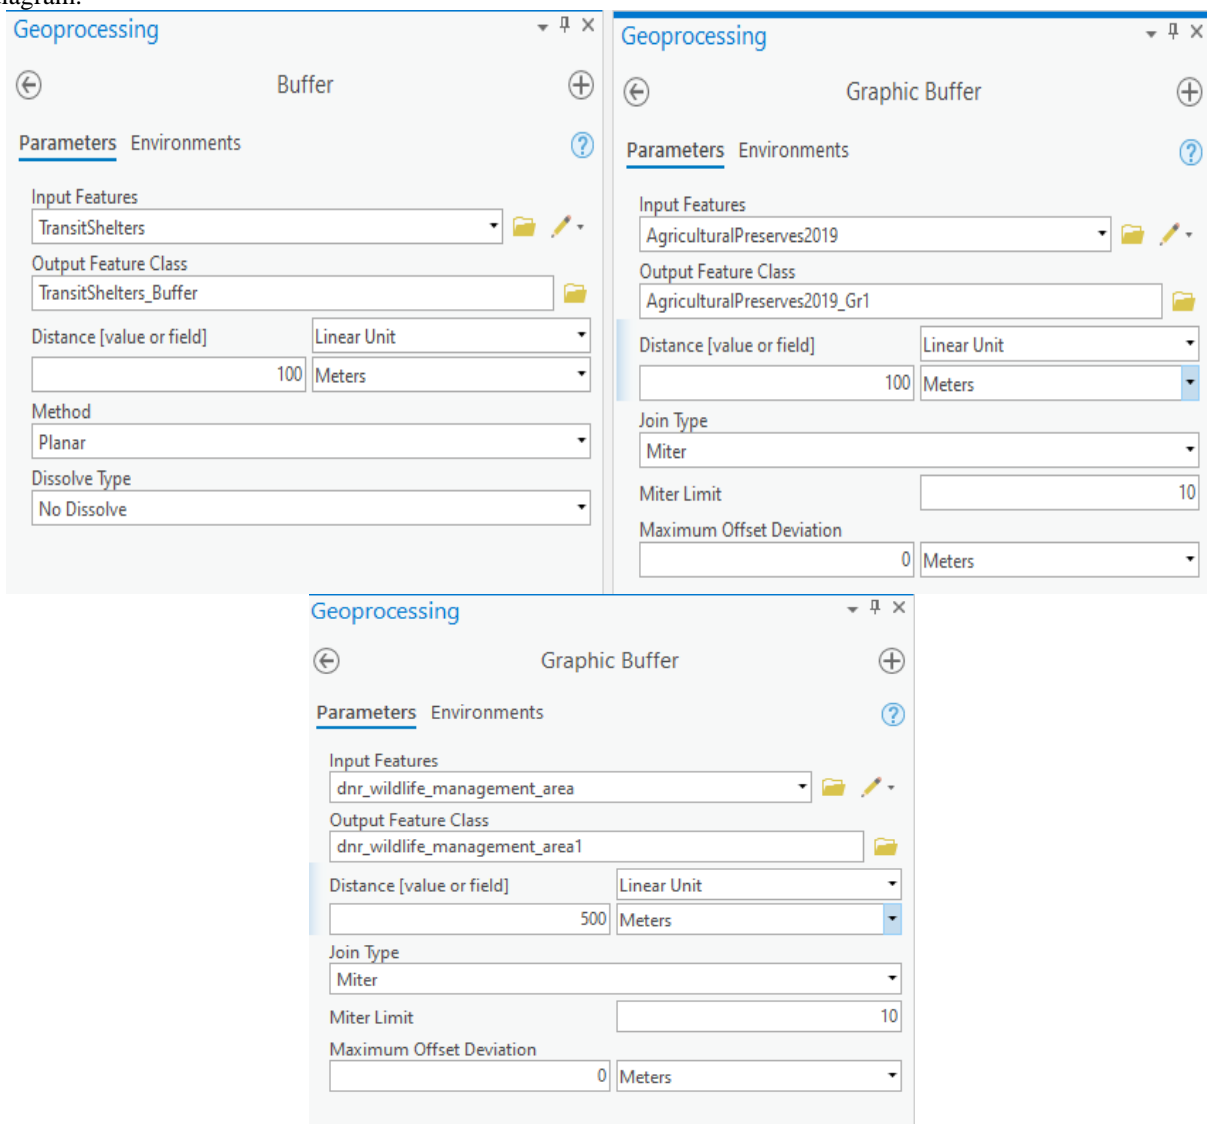 diagram.
Geoprocessing
Buffer
Parameters Environments
Input Features
TransitShelters
Output Feature Class
TransitShelters_Buffer
Distance [value or field] Linear Unit
100 Meters
Method
Planar
Dissolve Type
No Dissolve
Geoprocessing
Graphic Buffer
Parameters Environments
Input Features
AgriculturalPreserves2019
Output Feature Class
AgriculturalPreserves2019_Gr1
Distance [value or field] Linear Unit
100 Meters
Join Type
Miter
Miter Limit 10
Maximum Offset Deviation
0 Meters
Geoprocessing
Graphic Buffer
Parameters Environments
Input Features
dnr_wildlife_management_area
Output Feature Class
dnr_wildlife_management_area1
Distance [value or field] Linear Unit
500 Meters
Join Type
Miter
Miter Limit 10
Maximum Offset Deviation
0 Meters